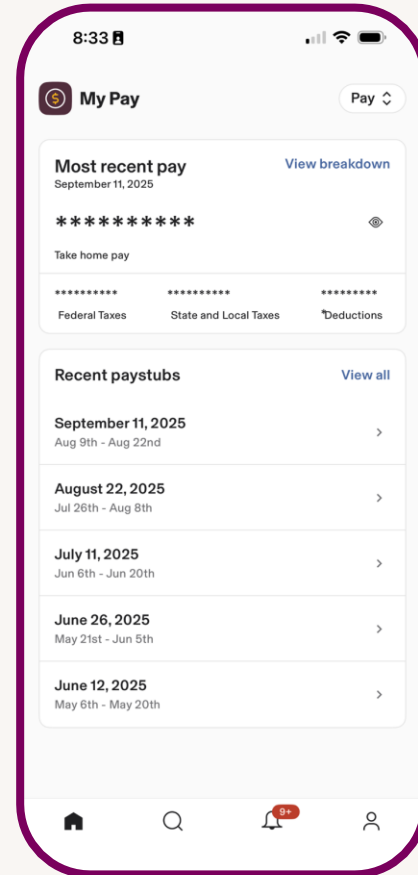 8:33
My Pay
Pay
Most recent pay
View breakdown
September 11, 2025
**********
Take home pay
********** ********** *********
Federal Taxes State and Local Taxes *Deductions
Recent paystubs
View all
September 11, 2025
Aug 9th - Aug 22nd
August 22, 2025
Jul 26th - Aug 8th
July 11, 2025
Jun 6th - Jun 20th
June 26, 2025
May 21st - Jun 5th
June 12, 2025
May 6th - May 20th
9+